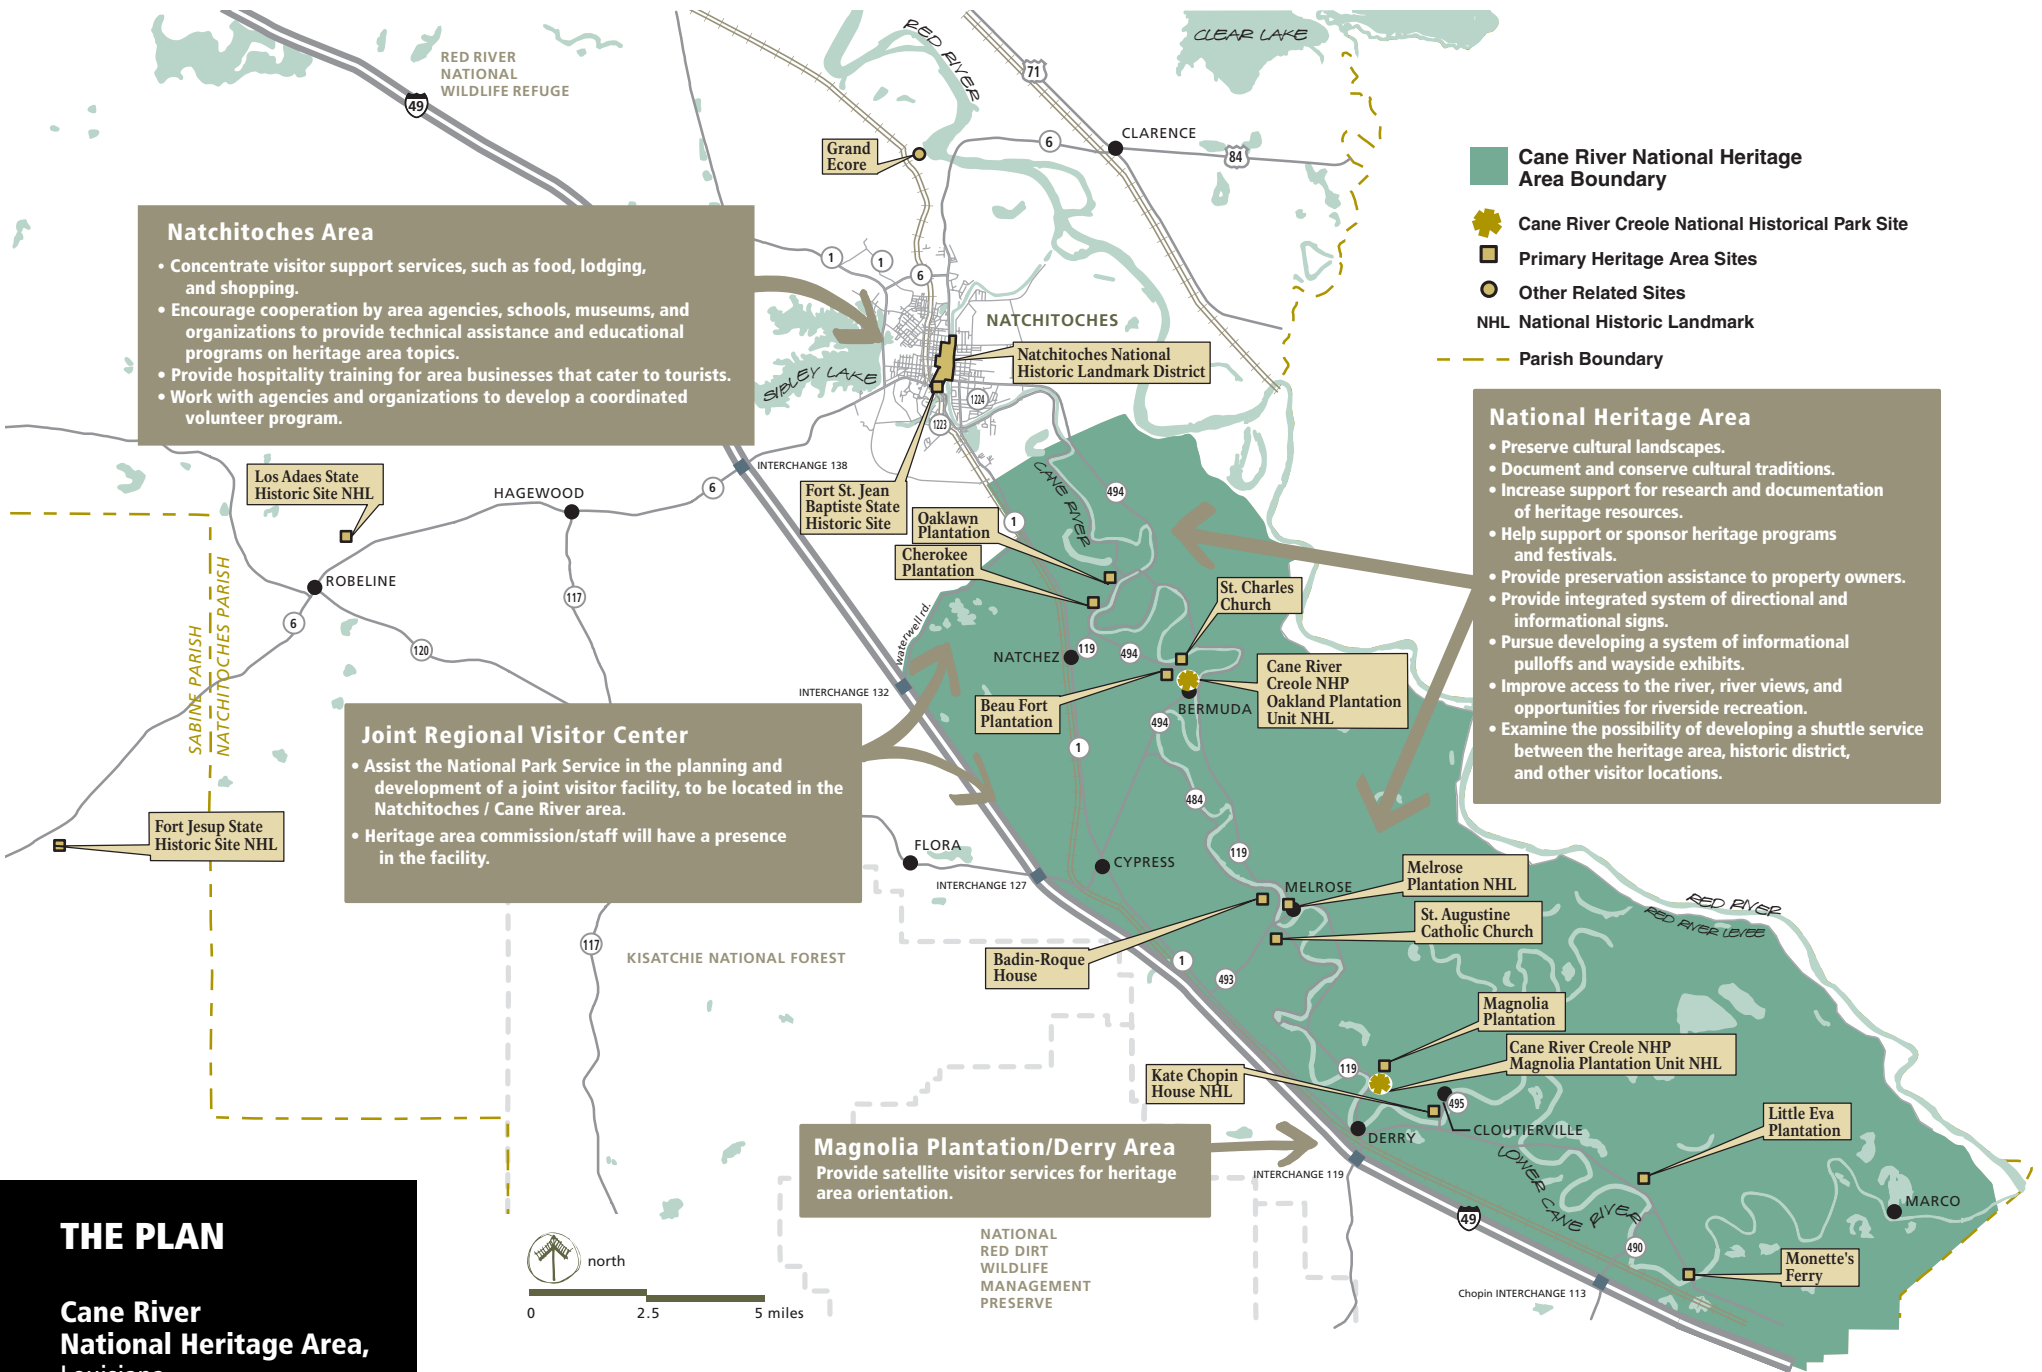 RED RIVER
NATIONAL
WILDLIFE REFUGE
49
RED RIVER
71
CLEAR LAKE
CLARENCE
6
84
Grand
Ecore
Cane River National Heritage
Area Boundary
Cane River Creole National Historical Park Site
Primary Heritage Area Sites
Other Related Sites
NHL National Historic Landmark
Parish Boundary
Natchitoches Area
• Concentrate visitor support services, such as food, lodging,
and shopping.
• Encourage cooperation by area agencies, schools, museums, and
organizations to provide technical assistance and educational
programs on heritage area topics.
• Provide hospitality training for area businesses that cater to tourists.
• Work with agencies and organizations to develop a coordinated
volunteer program.
1
1
6
NATCHITOCHES
Natchitoches National
Historic Landmark District
SIBLEY LAKE
1224
1223
National Heritage Area
• Preserve cultural landscapes.
• Document and conserve cultural traditions.
• Increase support for research and documentation
of heritage resources.
• Help support or sponsor heritage programs
and festivals.
• Provide preservation assistance to property owners.
• Provide integrated system of directional and
informational signs.
• Pursue developing a system of informational
pulloffs and wayside exhibits.
• Improve access to the river, river views, and
opportunities for riverside recreation.
• Examine the possibility of developing a shuttle service
between the heritage area, historic district,
and other visitor locations.
INTERCHANGE 138
Los Adaes State
Historic Site NHL
HAGEWOOD
6
Fort St. Jean
Baptiste State
Historic Site
CANE RIVER
494
Oaklawn
Plantation
1
Cherokee
Plantation
ROBELINE
117
6
120
SABINE PARISH
NATCHITOCHES PARISH
waterwell rd.
St. Charles
Church
NATCHEZ
119
494
INTERCHANGE 132
Beau Fort
Plantation
Cane River
Creole NHP
Oakland Plantation
Unit NHL
BERMUDA
494
1
Joint Regional Visitor Center
• Assist the National Park Service in the planning and
development of a joint visitor facility, to be located in the
Natchitoches / Cane River area.
• Heritage area commission/staff will have a presence
in the facility.
484
Fort Jesup State
Historic Site NHL
FLORA
INTERCHANGE 127
CYPRESS
119
MELROSE
Melrose
Plantation NHL
St. Augustine
Catholic Church
RED RIVER
RED RIVER LEVEE
117
KISATCHIE NATIONAL FOREST
Badin-Roque
House
1
493
Magnolia
Plantation
Cane River Creole NHP
Magnolia Plantation Unit NHL
119
Kate Chopin
House NHL
495
CLOUTIERVILLE
DERRY
Little Eva
Plantation
Magnolia Plantation/Derry Area
Provide satellite visitor services for heritage
area orientation.
INTERCHANGE 119
LOWER CANE RIVER
MARCO
49
490
Monette's
Ferry
Chopin INTERCHANGE 113
NATIONAL
RED DIRT
WILDLIFE
MANAGEMENT
PRESERVE
north
0 2.5 5 miles
THE PLAN
Cane River
National Heritage Area,
Louisiana